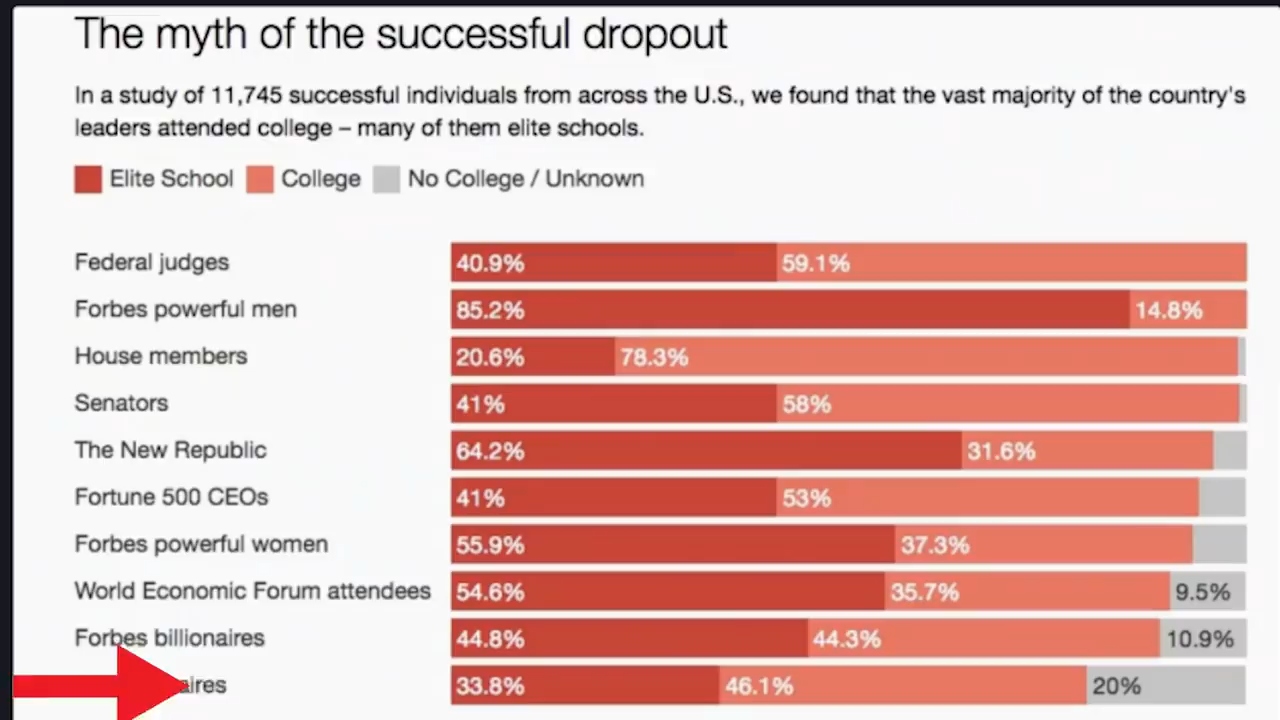 The myth of the successful dropout
In a study of 11,745 successful individuals from across the U.S., we found that the vast majority of the country's
leaders attended college – many of them elite schools.
Elite School College No College / Unknown
Federal judges 40.9% 59.1%
Forbes powerful men 85.2% 14.8%
House members 20.6% 78.3%
Senators 41% 58%
The New Republic 64.2% 31.6%
Fortune 500 CEOs 41% 53%
Forbes powerful women 55.9% 37.3%
World Economic Forum attendees 54.6% 35.7% 9.5%
Forbes billionaires 44.8% 44.3% 10.9%
33.8% 46.1% 20%